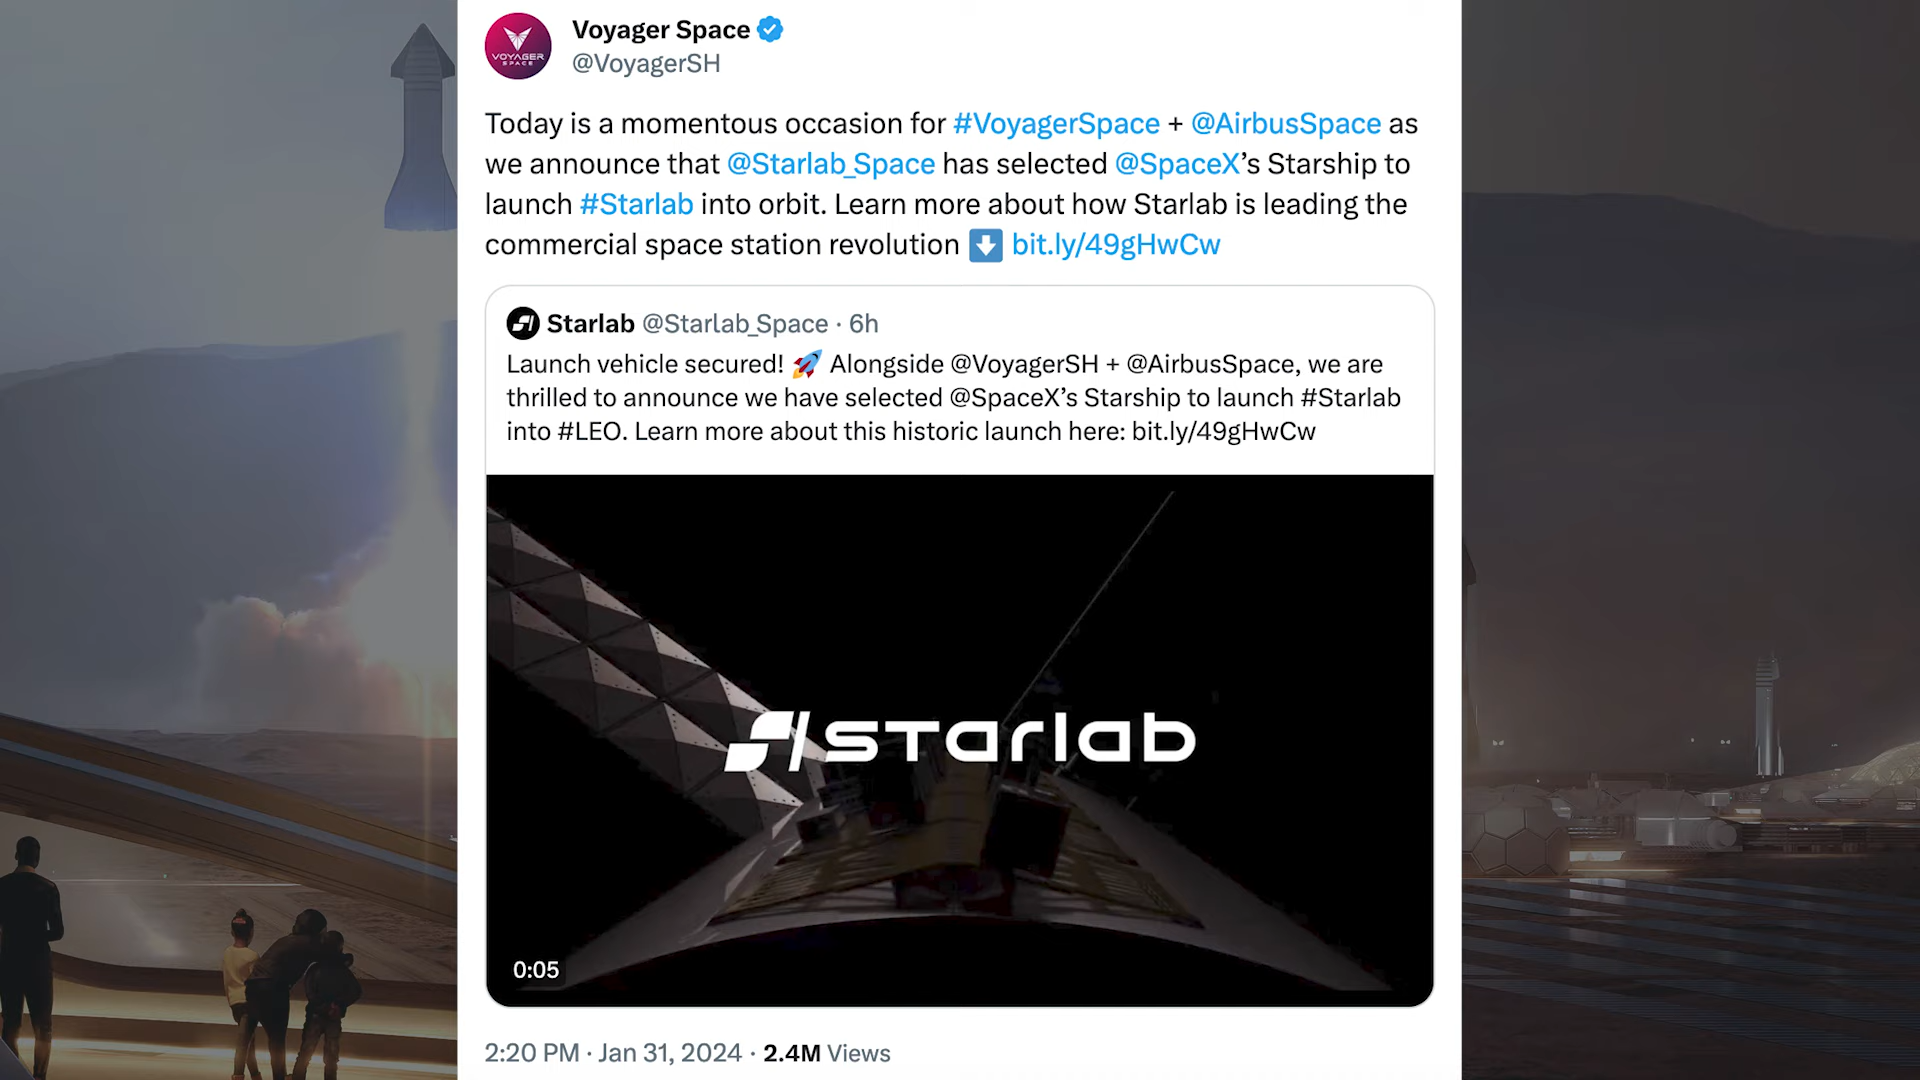 Voyager Space
@VoyagerSH
VOYAGER
SPACE
Today is a momentous occasion for #VoyagerSpace + @AirbusSpace as
we announce that @Starlab_Space has selected @SpaceX’s Starship to
launch #Starlab into orbit. Learn more about how Starlab is leading the
commercial space station revolution ⬇️ bit.ly/49gHwCw
Starlab @Starlab_Space · 6h
Launch vehicle secured! 🚀 Alongside @VoyagerSH + @AirbusSpace, we are
thrilled to announce we have selected @SpaceX’s Starship to launch #Starlab
into #LEO. Learn more about this historic launch here: bit.ly/49gHwCw
starlab
0:05
2:20 PM · Jan 31, 2024 · 2.4M Views